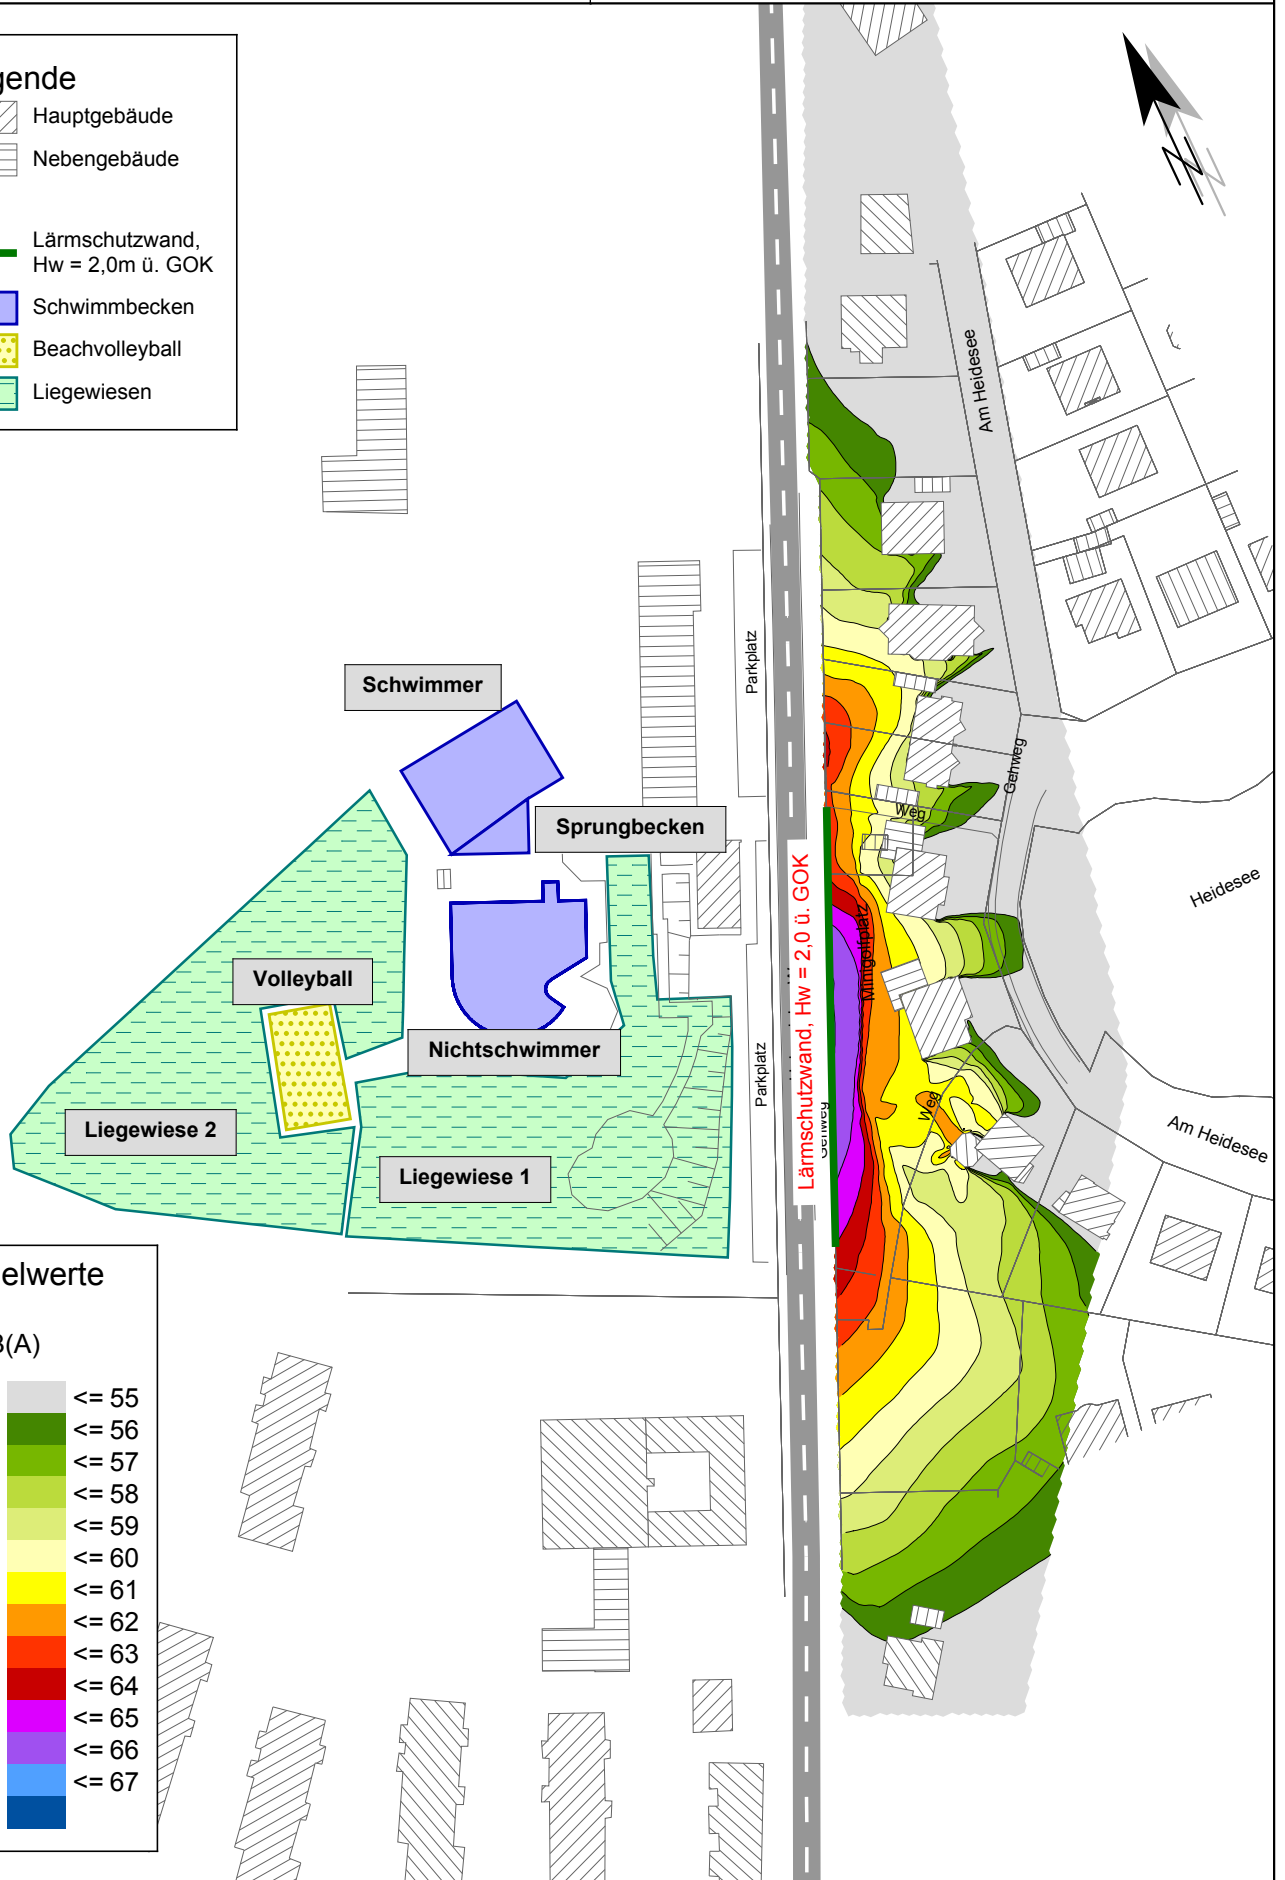 gende
Hauptgebäude
Nebengebäude
Lärmschutzwand,
Hw = 2,0m ü. GOK
Schwimmbecken
Beachvolleyball
Liegewiesen
Am Heidesee
Parkplatz
Schwimmer
Sprungbecken
Gehweg
Weg
Heidesee
Lärmschutzwand, Hw = 2,0 ü. GOK
Minigolfplatz
Volleyball
Nichtschwimmer
Parkplatz
Gehweg
Weg
Liegewiese 2
Liegewiese 1
Am Heidesee
elwerte
(A)
<= 55
<= 56
<= 57
<= 58
<= 59
<= 60
<= 61
<= 62
<= 63
<= 64
<= 65
<= 66
<= 67